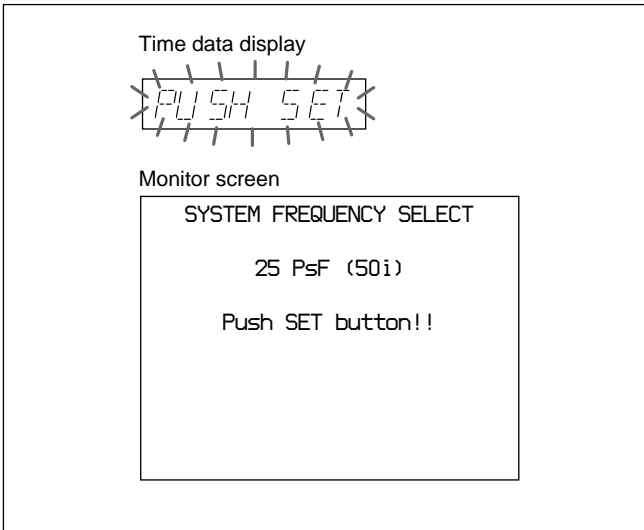 Time data display
PUSH SET
Monitor screen
SYSTEM FREQUENCY SELECT
25 PsF (50i)
Push SET button!!